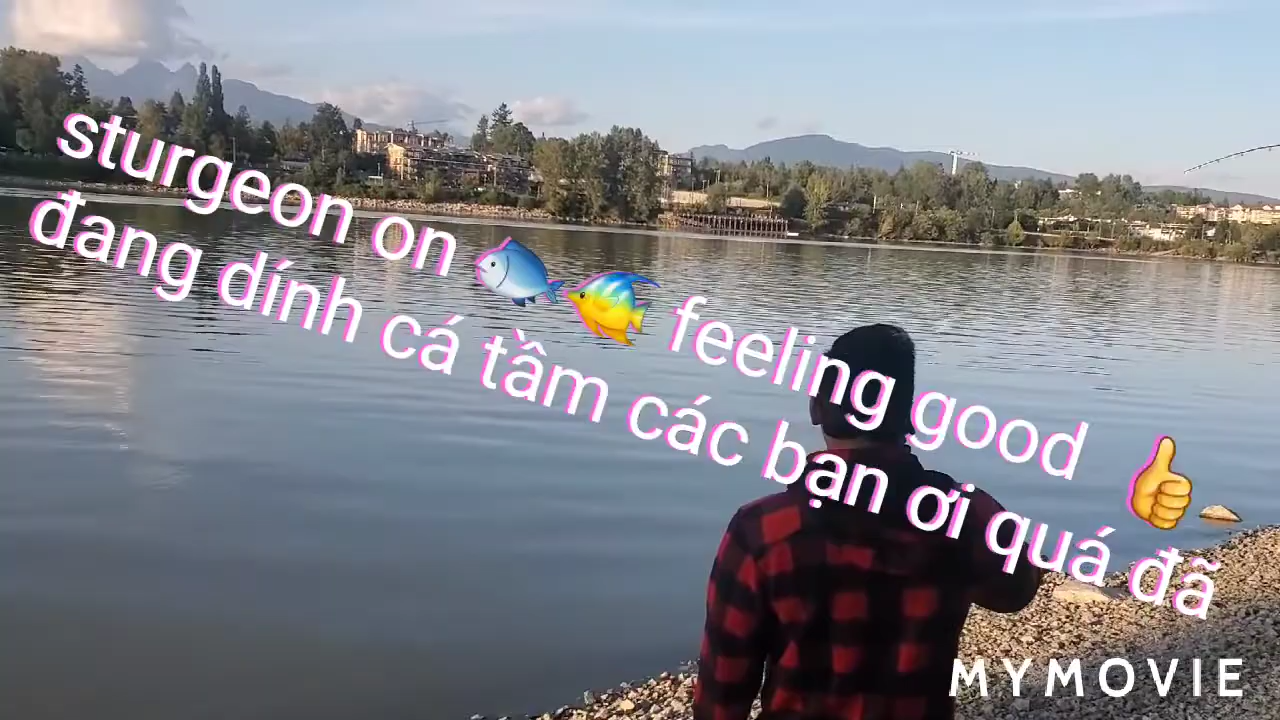 sturgeon on 🐟🐠 feeling good 👍
đang dính cá tầm các bạn ơi quá đã
MYMOVIE